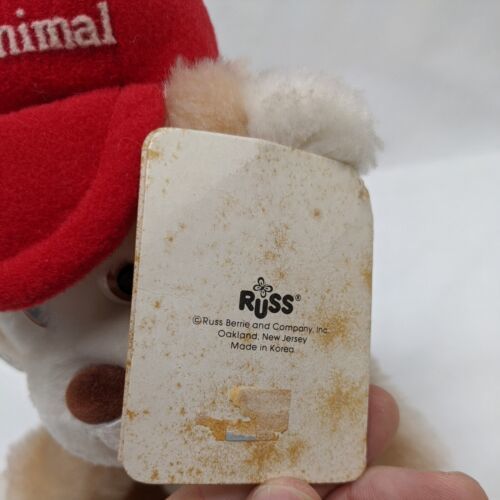 nimal
RUSS®
©Russ Berrie and Company, Inc.
Oakland, New Jersey
Made in Korea